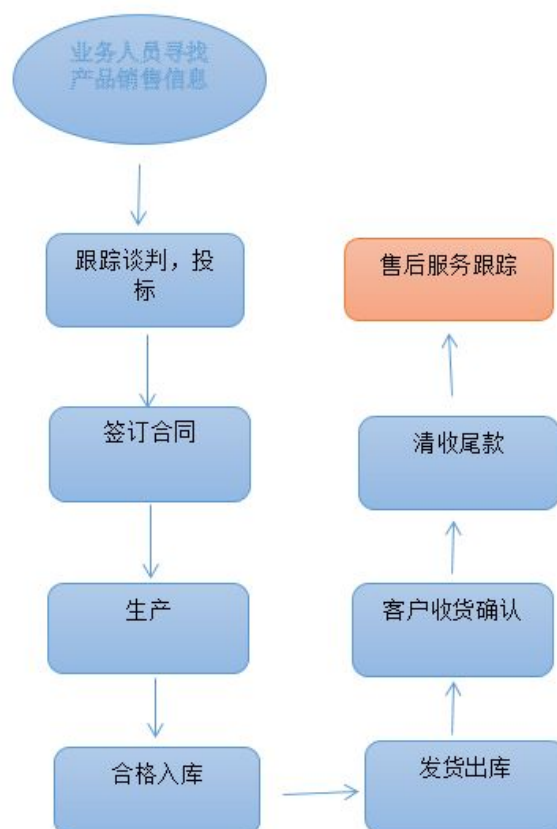 业务人员寻找
产品销售信息
跟踪谈判，投
标
签订合同
生产
合格入库
发货出库
客户收货确认
清收尾款
售后服务跟踪